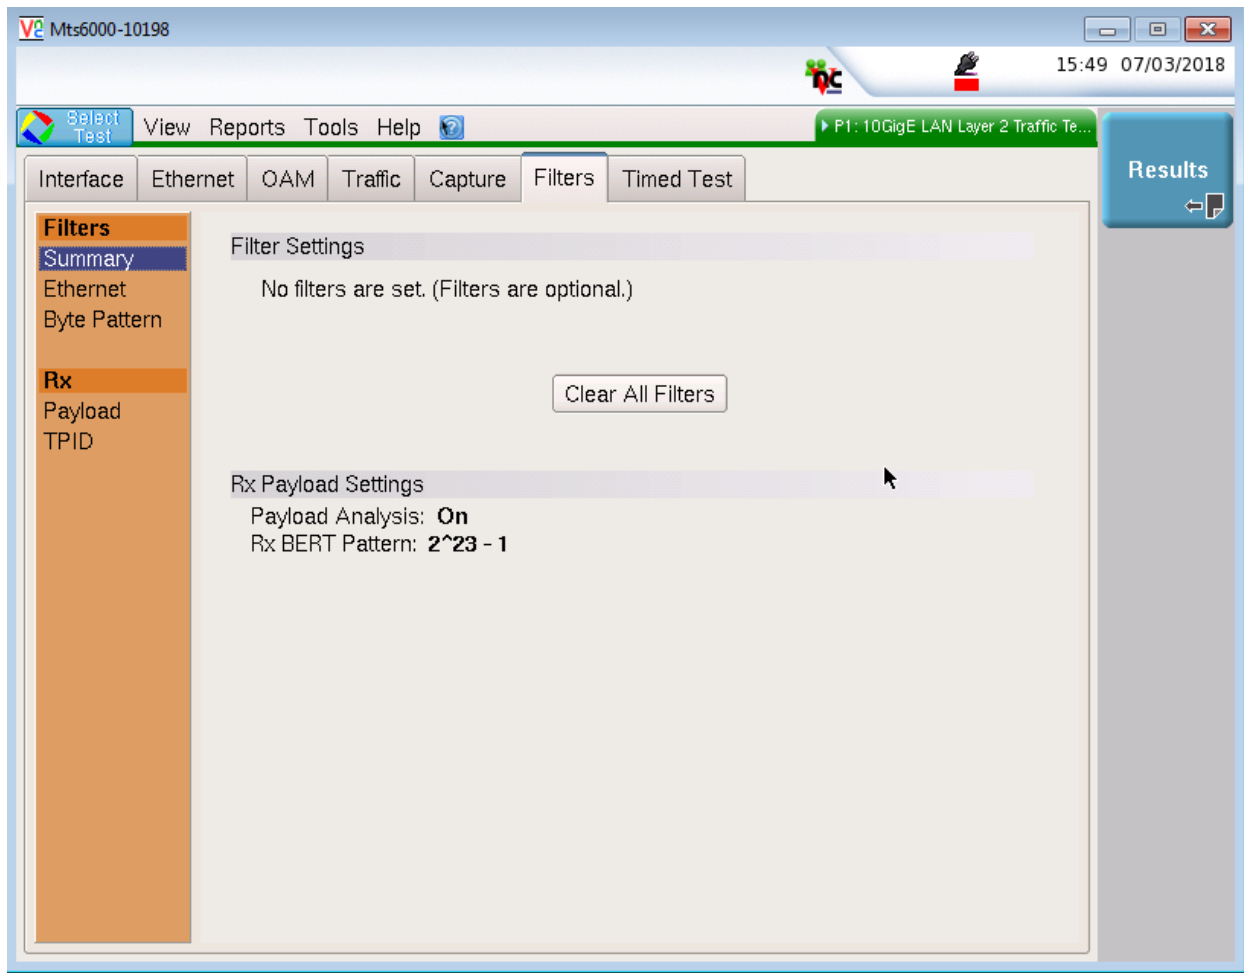 Mts6000-10198
15:49 07/03/2018
Select Test
View Reports Tools Help
P1: 10GigE LAN Layer 2 Traffic Te...
Results
Interface Ethernet OAM Traffic Capture Filters Timed Test
Filters
Summary
Ethernet
Byte Pattern
Rx
Payload
TPID
Filter Settings
No filters are set. (Filters are optional.)
Clear All Filters
Rx Payload Settings
Payload Analysis: On
Rx BERT Pattern: 2^23 - 1